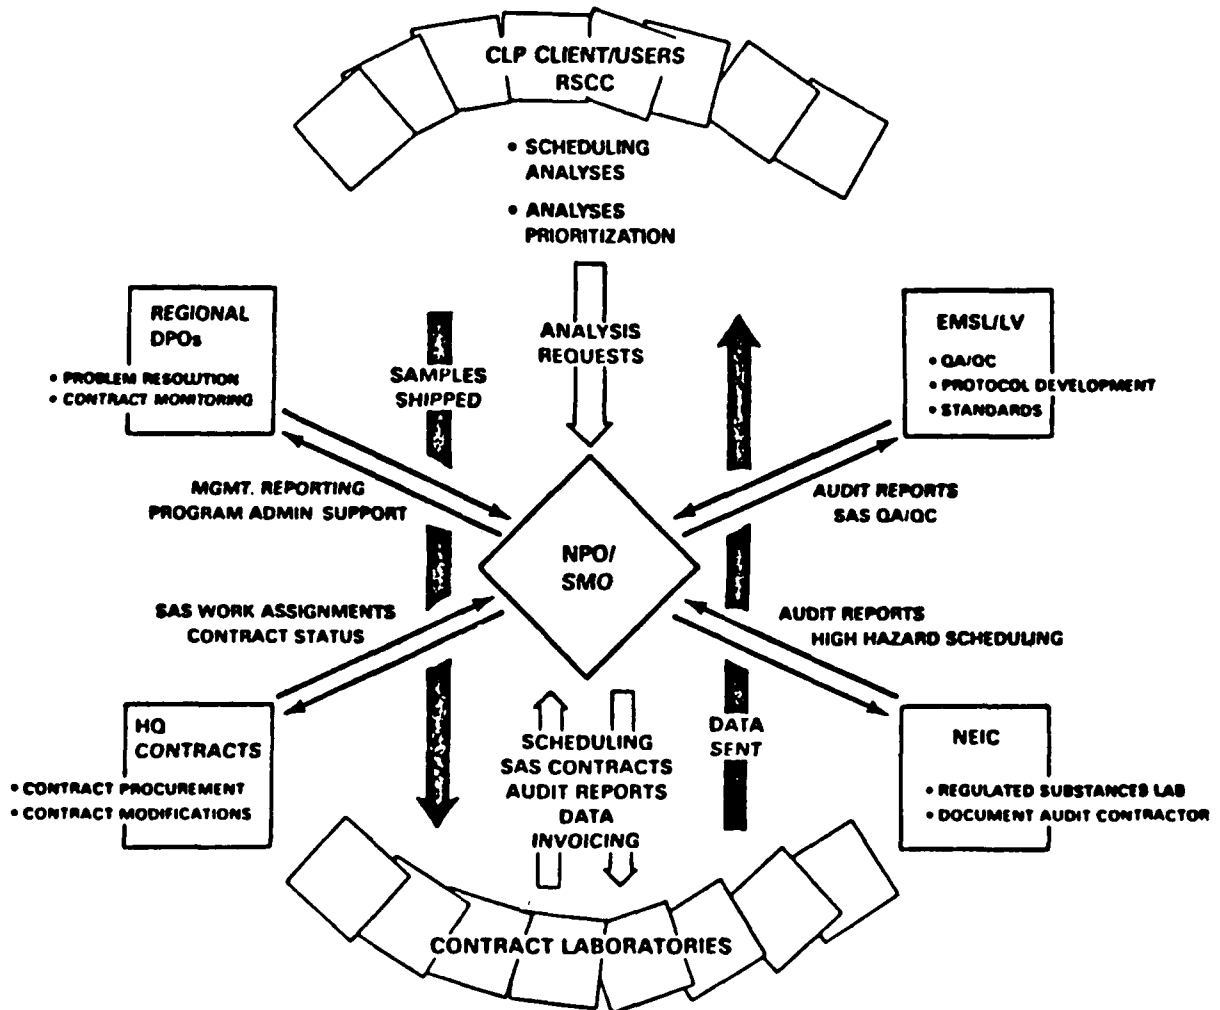 CLP CLIENT/USERS
RSCC
• SCHEDULING
ANALYSES
• ANALYSES
PRIORITIZATION
REGIONAL
DPOs
• PROBLEM RESOLUTION
• CONTRACT MONITORING
SAMPLES
SHIPPED
ANALYSIS
REQUESTS
EMSL/LV
• QA/QC
• PROTOCOL DEVELOPMENT
• STANDARDS
MGMT. REPORTING
PROGRAM ADMIN SUPPORT
AUDIT REPORTS
SAS QA/QC
NPO/
SMO
SAS WORK ASSIGNMENTS
CONTRACT STATUS
AUDIT REPORTS
HIGH HAZARD SCHEDULING
HQ
CONTRACTS
• CONTRACT PROCUREMENT
• CONTRACT MODIFICATIONS
SCHEDULING
SAS CONTRACTS
AUDIT REPORTS
DATA
INVOICING
DATA
SENT
NEIC
• REGULATED SUBSTANCES LAB
• DOCUMENT AUDIT CONTRACTOR
CONTRACT LABORATORIES